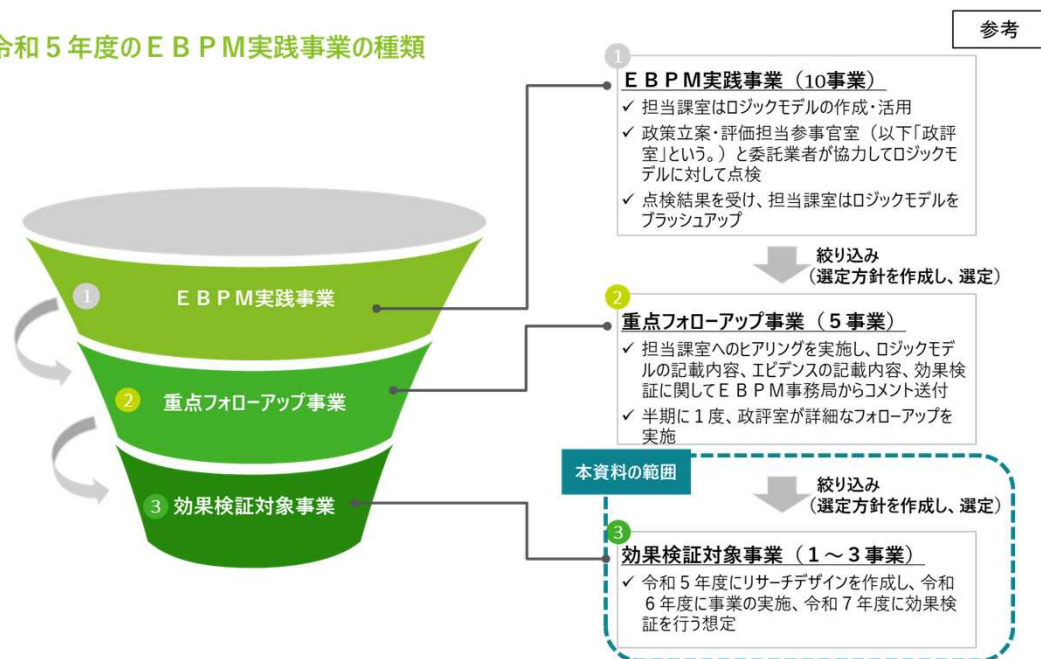 参考
令和５年度のＥＢＰＭ実践事業の種類
1
ＥＢＰＭ実践事業
2
重点フォローアップ事業
3
効果検証対象事業
1
ＥＢＰＭ実践事業（10事業）
✓ 担当課室はロジックモデルの作成・活用
✓ 政策立案・評価担当参事官室（以下「政評
室」という。）と委託業者が協力してロジックモ
デルに対して点検
✓ 点検結果を受け、担当課室はロジックモデルを
ブラッシュアップ
絞り込み
（選定方針を作成し、選定）
2
重点フォローアップ事業（５事業）
✓ 担当課室へのヒアリングを実施し、ロジックモデ
ルの記載内容、エビデンスの記載内容、効果検
証に関してＥＢＰＭ事務局からコメント送付
✓ 半期に１度、政評室が詳細なフォローアップを
実施
本資料の範囲
絞り込み
（選定方針を作成し、選定）
3
効果検証対象事業（１～３事業）
✓ 令和５年度にリサーチデザインを作成し、令和
６年度に事業の実施、令和７年度に効果検
証を行う想定